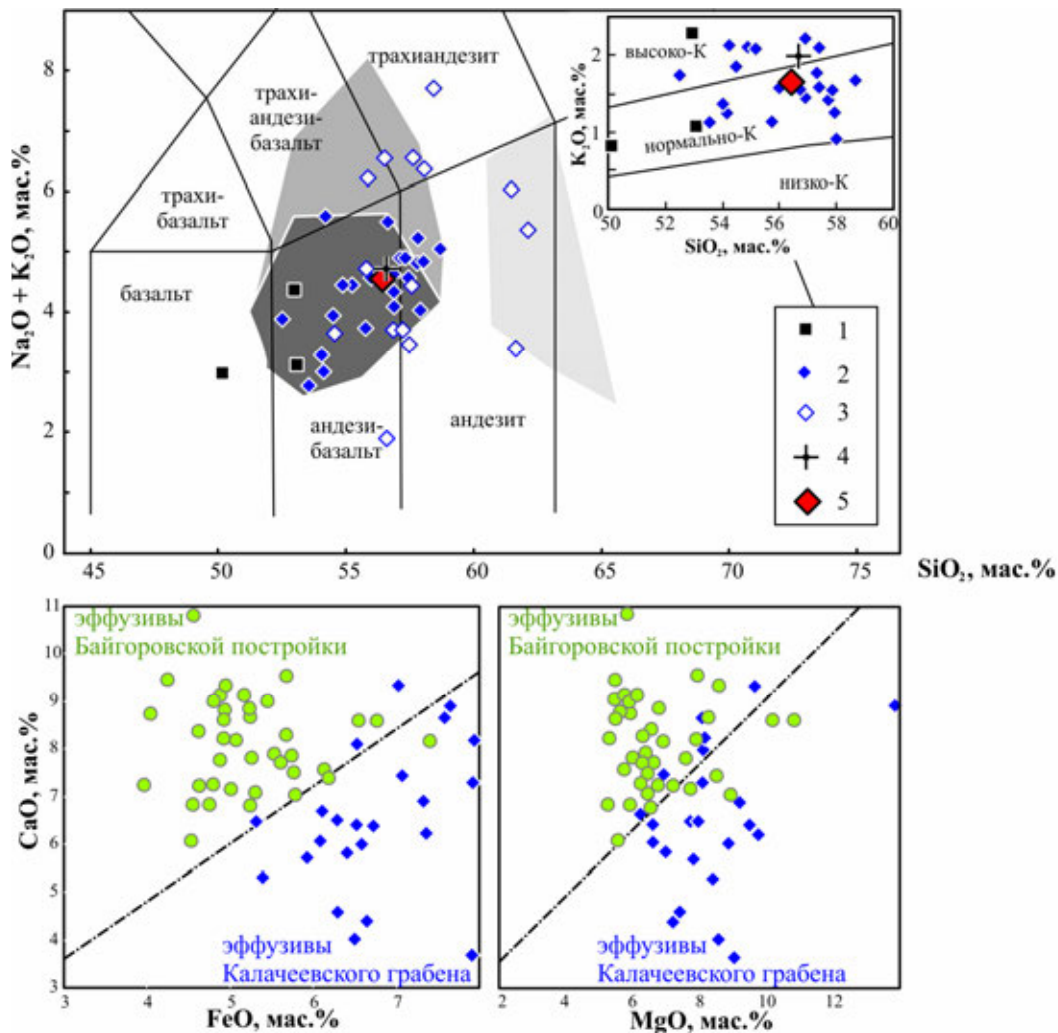 Na₂O + K₂O, мас.%
8
6
4
2
0
45
50
55
60
65
70
75
SiO₂, мас.%
трахиандезит
трахи-
андези-
базальт
трахи-
базальт
базальт
андези-
базальт
андезит
K₂O, мас.%
2
1
0
50
52
54
56
58
60
SiO₂, мас.%
высоко-К
нормально-К
низко-К
1
2
3
4
5
CaO, мас.%
11
10
9
8
7
6
5
4
3
эффузивы
Байгоровской постройки
эффузивы
Калачеевского грабена
3
4
5
6
7
FeO, мас.%
эффузивы
Байгоровской постройки
эффузивы
Калачеевского грабена
2
4
6
8
10
12
MgO, мас.%